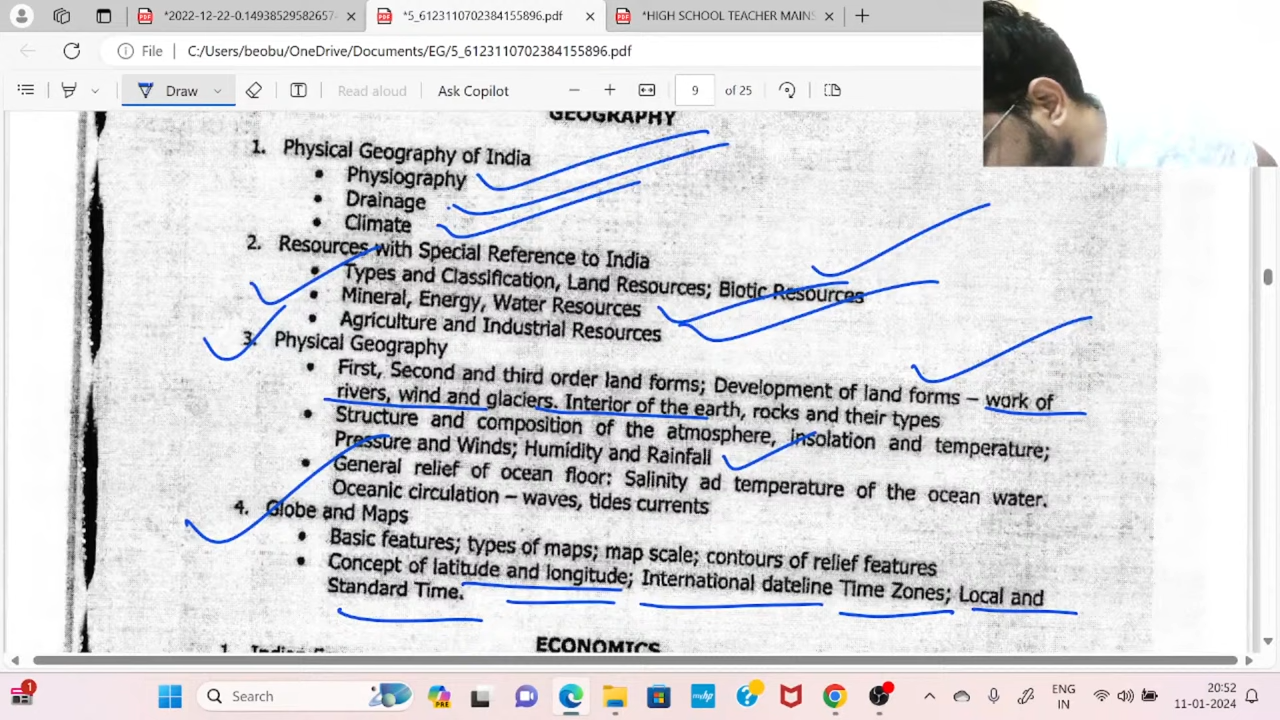 *2022-12-22-0.14938529582657-
*5_6123110702384155896.pdf
*HIGH SCHOOL TEACHER MAINS
File C:/Users/beobu/OneDrive/Documents/EG/5_6123110702384155896.pdf
Draw Read aloud Ask Copilot 9 of 25
GEOGRAPHY
1. Physical Geography of India
• Physiography
• Drainage
• Climate
2. Resources with Special Reference to India
• Types and Classification, Land Resources; Biotic Resources
• Mineral, Energy, Water Resources
• Agriculture and Industrial Resources
3. Physical Geography
• First, Second and third order land forms; Development of land forms – work of
rivers, wind and glaciers. Interior of the earth, rocks and their types
• Structure and composition of the atmosphere, insolation and temperature;
Pressure and Winds; Humidity and Rainfall
• General relief of ocean floor: Salinity ad temperature of the ocean water.
Oceanic circulation – waves, tides currents
4. Globe and Maps
• Basic features; types of maps; map scale; contours of relief features
• Concept of latitude and longitude; International dateline Time Zones; Local and
Standard Time.
ECONOMICS
1
Search
PRE
myhp
ENG
IN
20:52
11-01-2024